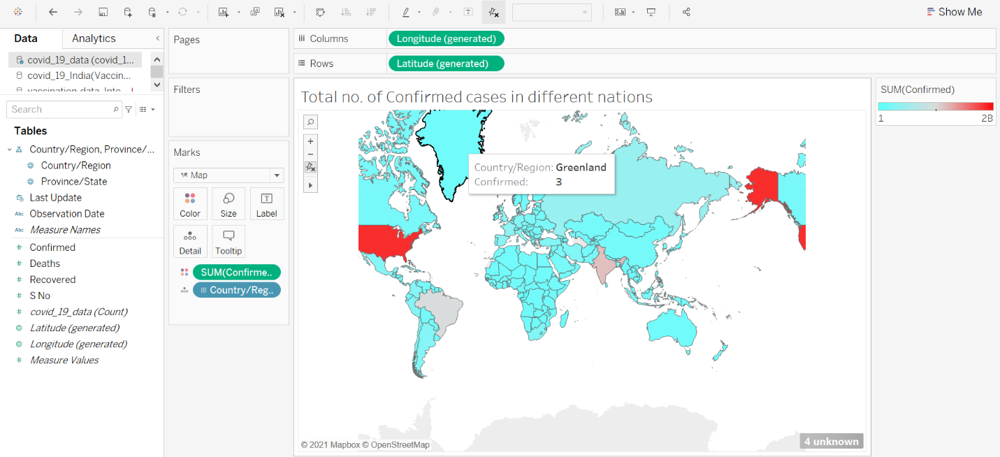 Show Me
Data
Analytics
Pages
Columns
Longitude (generated)
covid_19_data (covid_1...
covid_19_India(Vaccin...
Rows
Latitude (generated)
Filters
Total no. of Confirmed cases in different nations
SUM(Confirmed)
1
2B
Search
Tables
Country/Region, Province/...
Country/Region
Province/State
Last Update
Abc Observation Date
Abc Measure Names
Confirmed
Deaths
Recovered
S No
covid_19_data (Count)
Latitude (generated)
Longitude (generated)
Measure Values
Marks
Map
Color
Size
Label
Detail
Tooltip
SUM(Confirme..
Country/Reg..
Country/Region: Greenland
Confirmed: 3
© 2021 Mapbox © OpenStreetMap
4 unknown